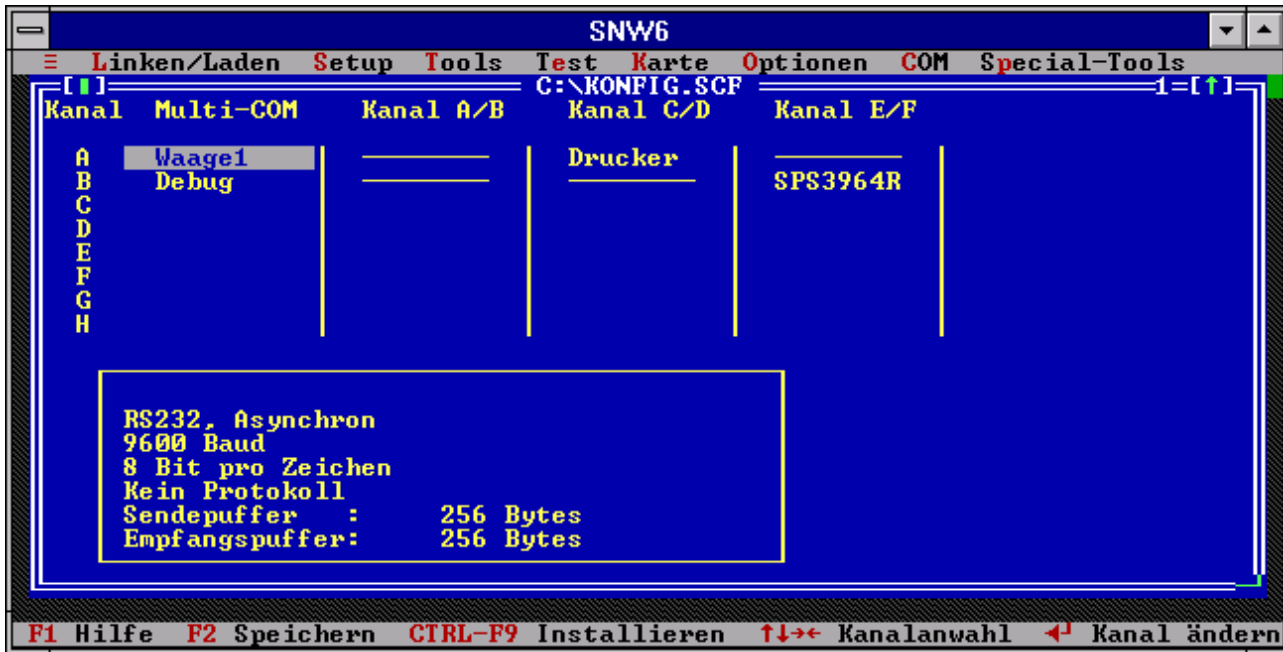 SNW6
≡ Linken/Laden Setup Tools Test Karte Optionen COM Special-Tools
[▮] C:\KONFIG.SCF 1=[↑]
Kanal Multi-COM Kanal A/B Kanal C/D Kanal E/F
A Waage1 ─────── Drucker ───────
B Debug ─────── ─────── SPS3964R
C
D
E
F
G
H
RS232, Asynchron
9600 Baud
8 Bit pro Zeichen
Kein Protokoll
Sendepuffer : 256 Bytes
Empfangspuffer: 256 Bytes
F1 Hilfe F2 Speichern CTRL-F9 Installieren ↑↓→← Kanalanwahl ↵ Kanal ändern